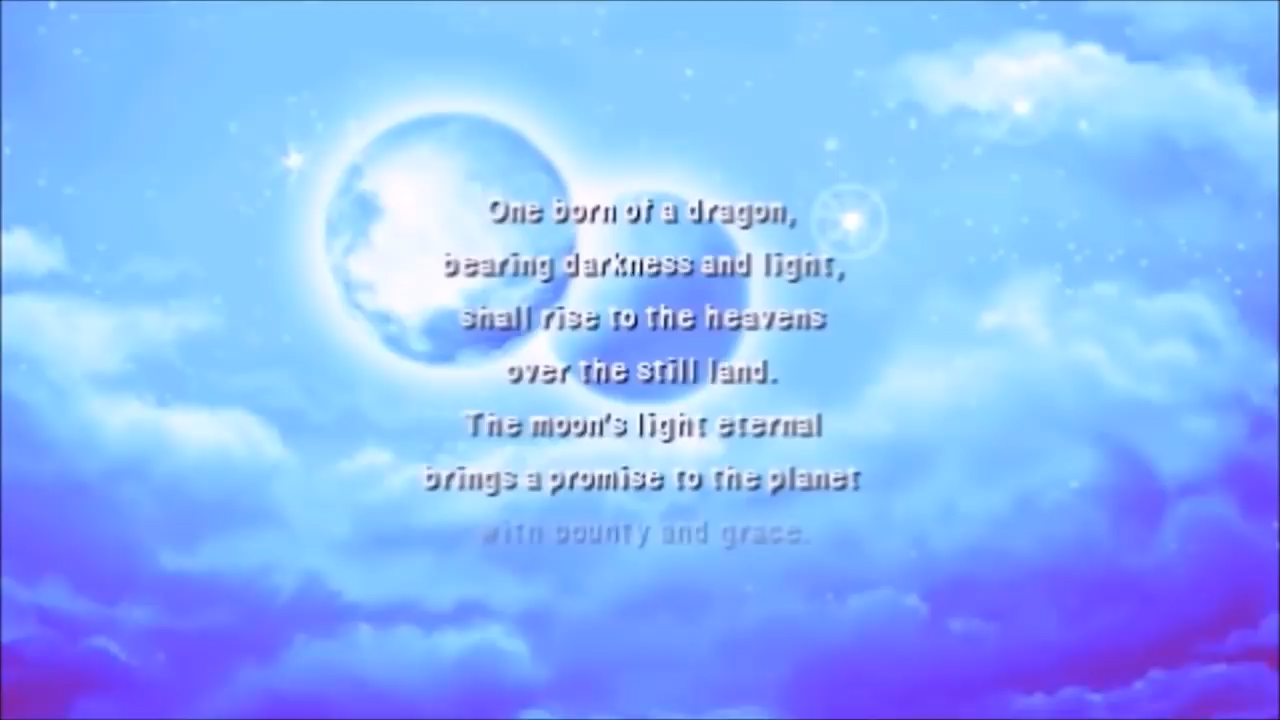 One born of a dragon,
bearing darkness and light,
shall rise to the heavens
over the still land.
The moon's light eternal
brings a promise to the planet
with bounty and grace.